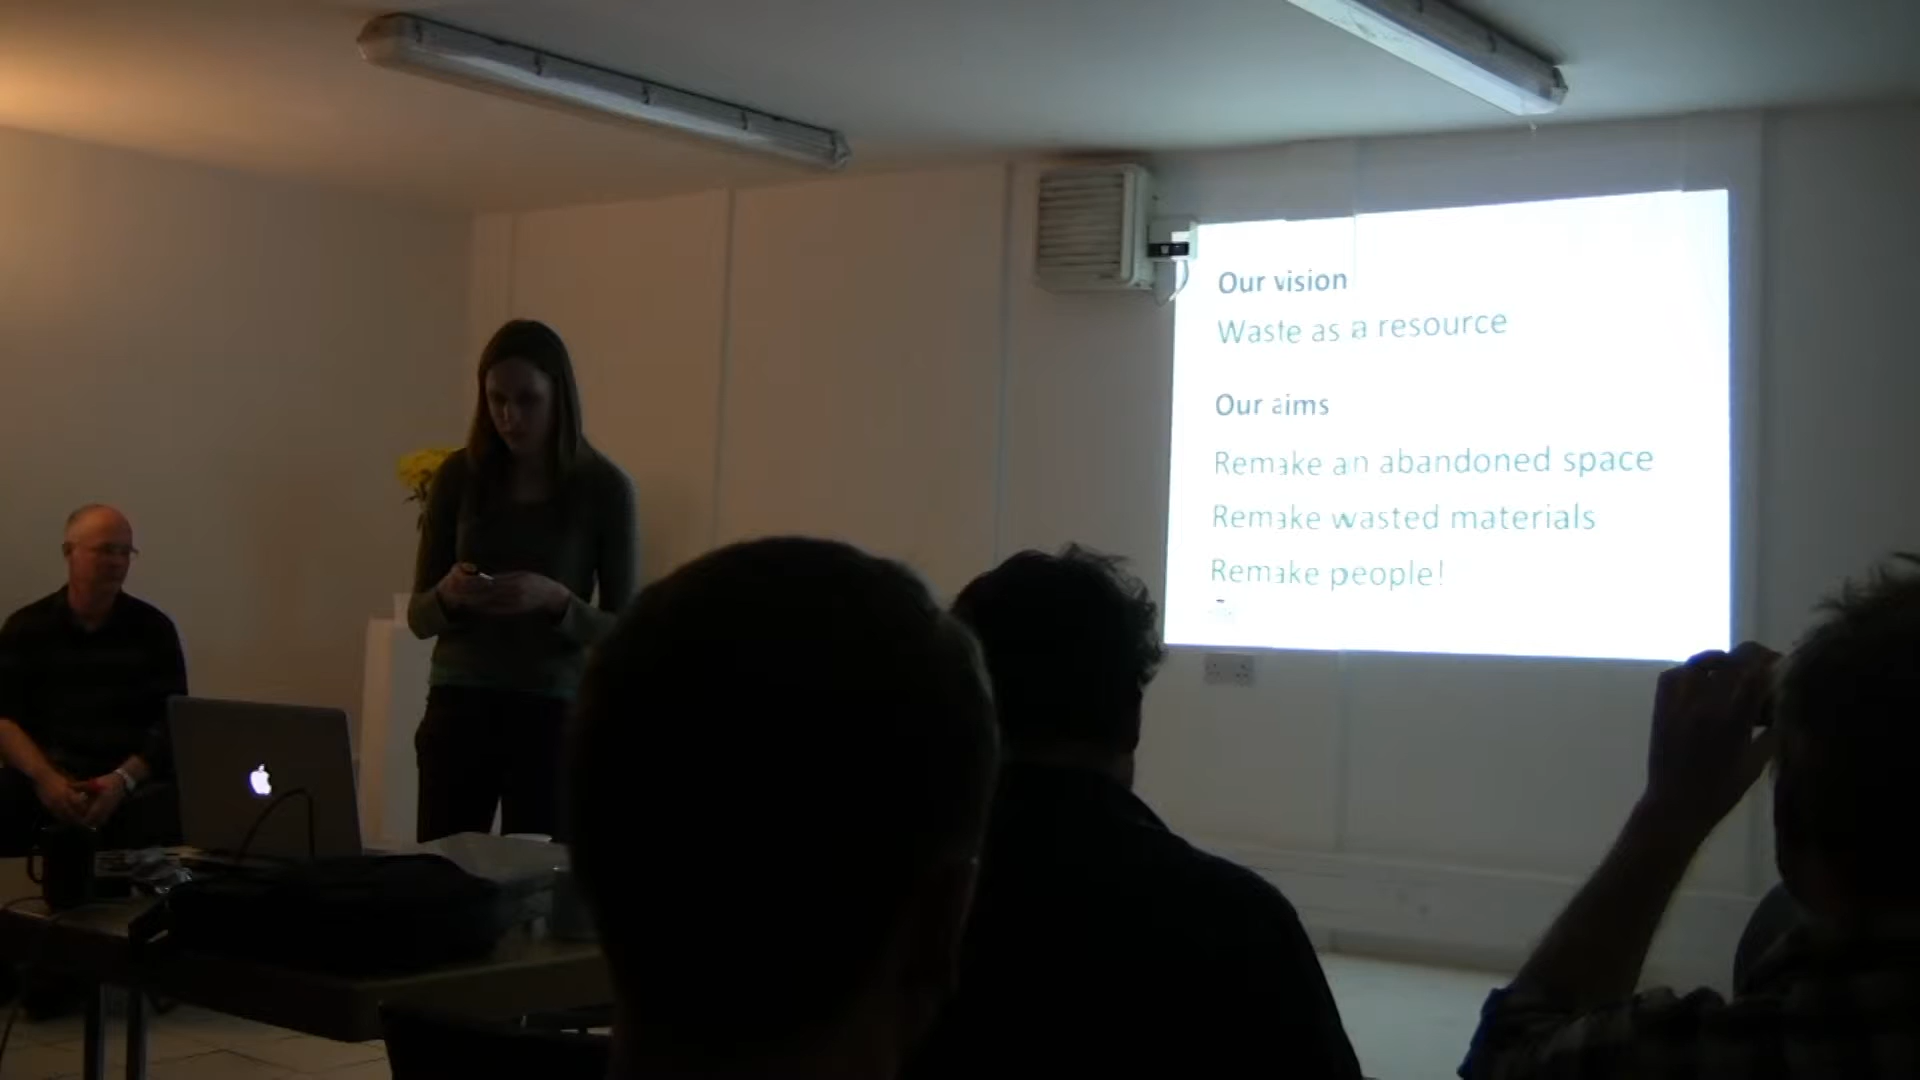 Our vision
Waste as a resource
Our aims
Remake an abandoned space
Remake wasted materials
Remake people!